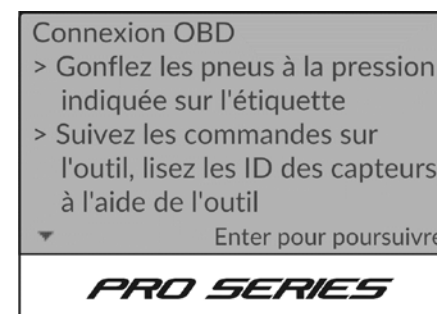 Connexion OBD
> Gonflez les pneus à la pression
indiquée sur l'étiquette
> Suivez les commandes sur
l'outil, lisez les ID des capteurs
à l'aide de l'outil
Enter pour poursuivre
PRO SERIES